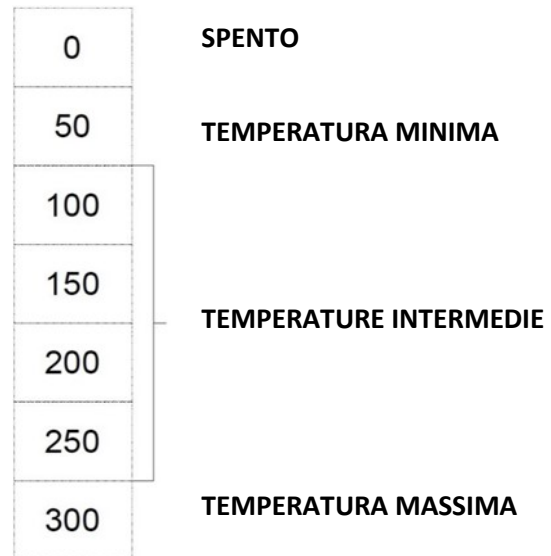 0 SPENTO
50 TEMPERATURA MINIMA
100
150
TEMPERATURE INTERMEDIE
200
250
300 TEMPERATURA MASSIMA